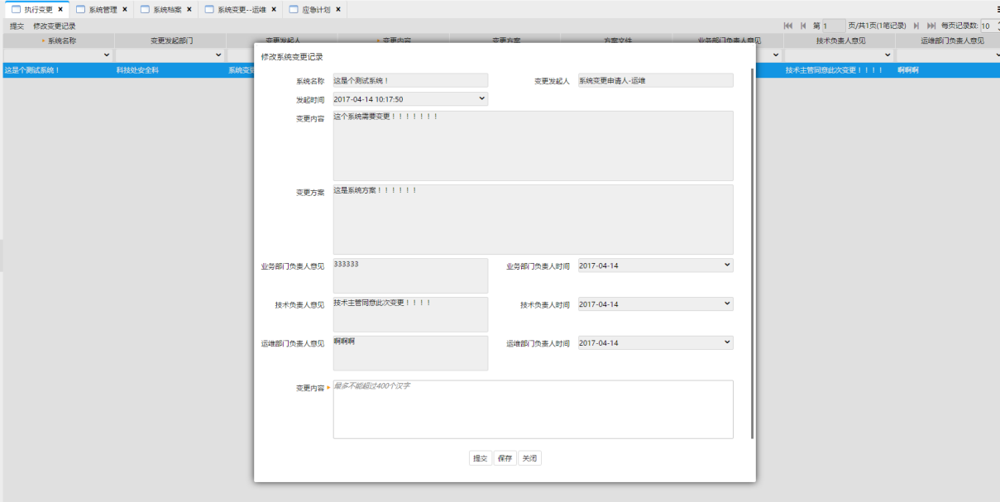 执行变更 × 系统管理 × 系统档案 × 系统变更--运维 × 应急计划 ×
提交 修改变更记录 第 1 页/共1页(1笔记录) 每页记录数: 10
系统名称 变更发起部门 变更发起人 变更内容 变更方案 方案文件 业务部门负责人意见 技术负责人意见 运维部门负责人意见
这是个测试系统！ 科技处安全科 系统变更 技术主管同意此次变更！！！！ 啊啊啊
修改系统变更记录
系统名称 这是个测试系统！ 变更发起人 系统变更申请人-运维
发起时间 2017-04-14 10:17:50
变更内容 这个系统需要变更！！！！！！！
变更方案 这是系统方案！！！！！！
业务部门负责人意见 333333 业务部门负责人时间 2017-04-14
技术负责人意见 技术主管同意此次变更！！！！ 技术负责人时间 2017-04-14
运维部门负责人意见 啊啊啊 运维部门负责人时间 2017-04-14
变更内容 最多不能超过400个汉字
提交 保存 关闭